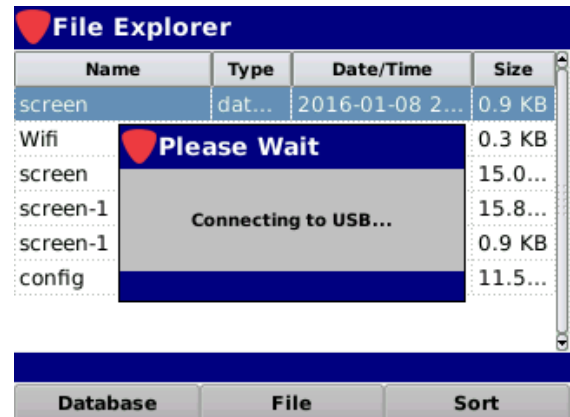 File Explorer
Name Type Date/Time Size
screen dat... 2016-01-08 2... 0.9 KB
Wifi 0.3 KB
Please Wait
screen 15.0...
screen-1 15.8...
Connecting to USB...
screen-1 0.9 KB
config 11.5...
Database File Sort